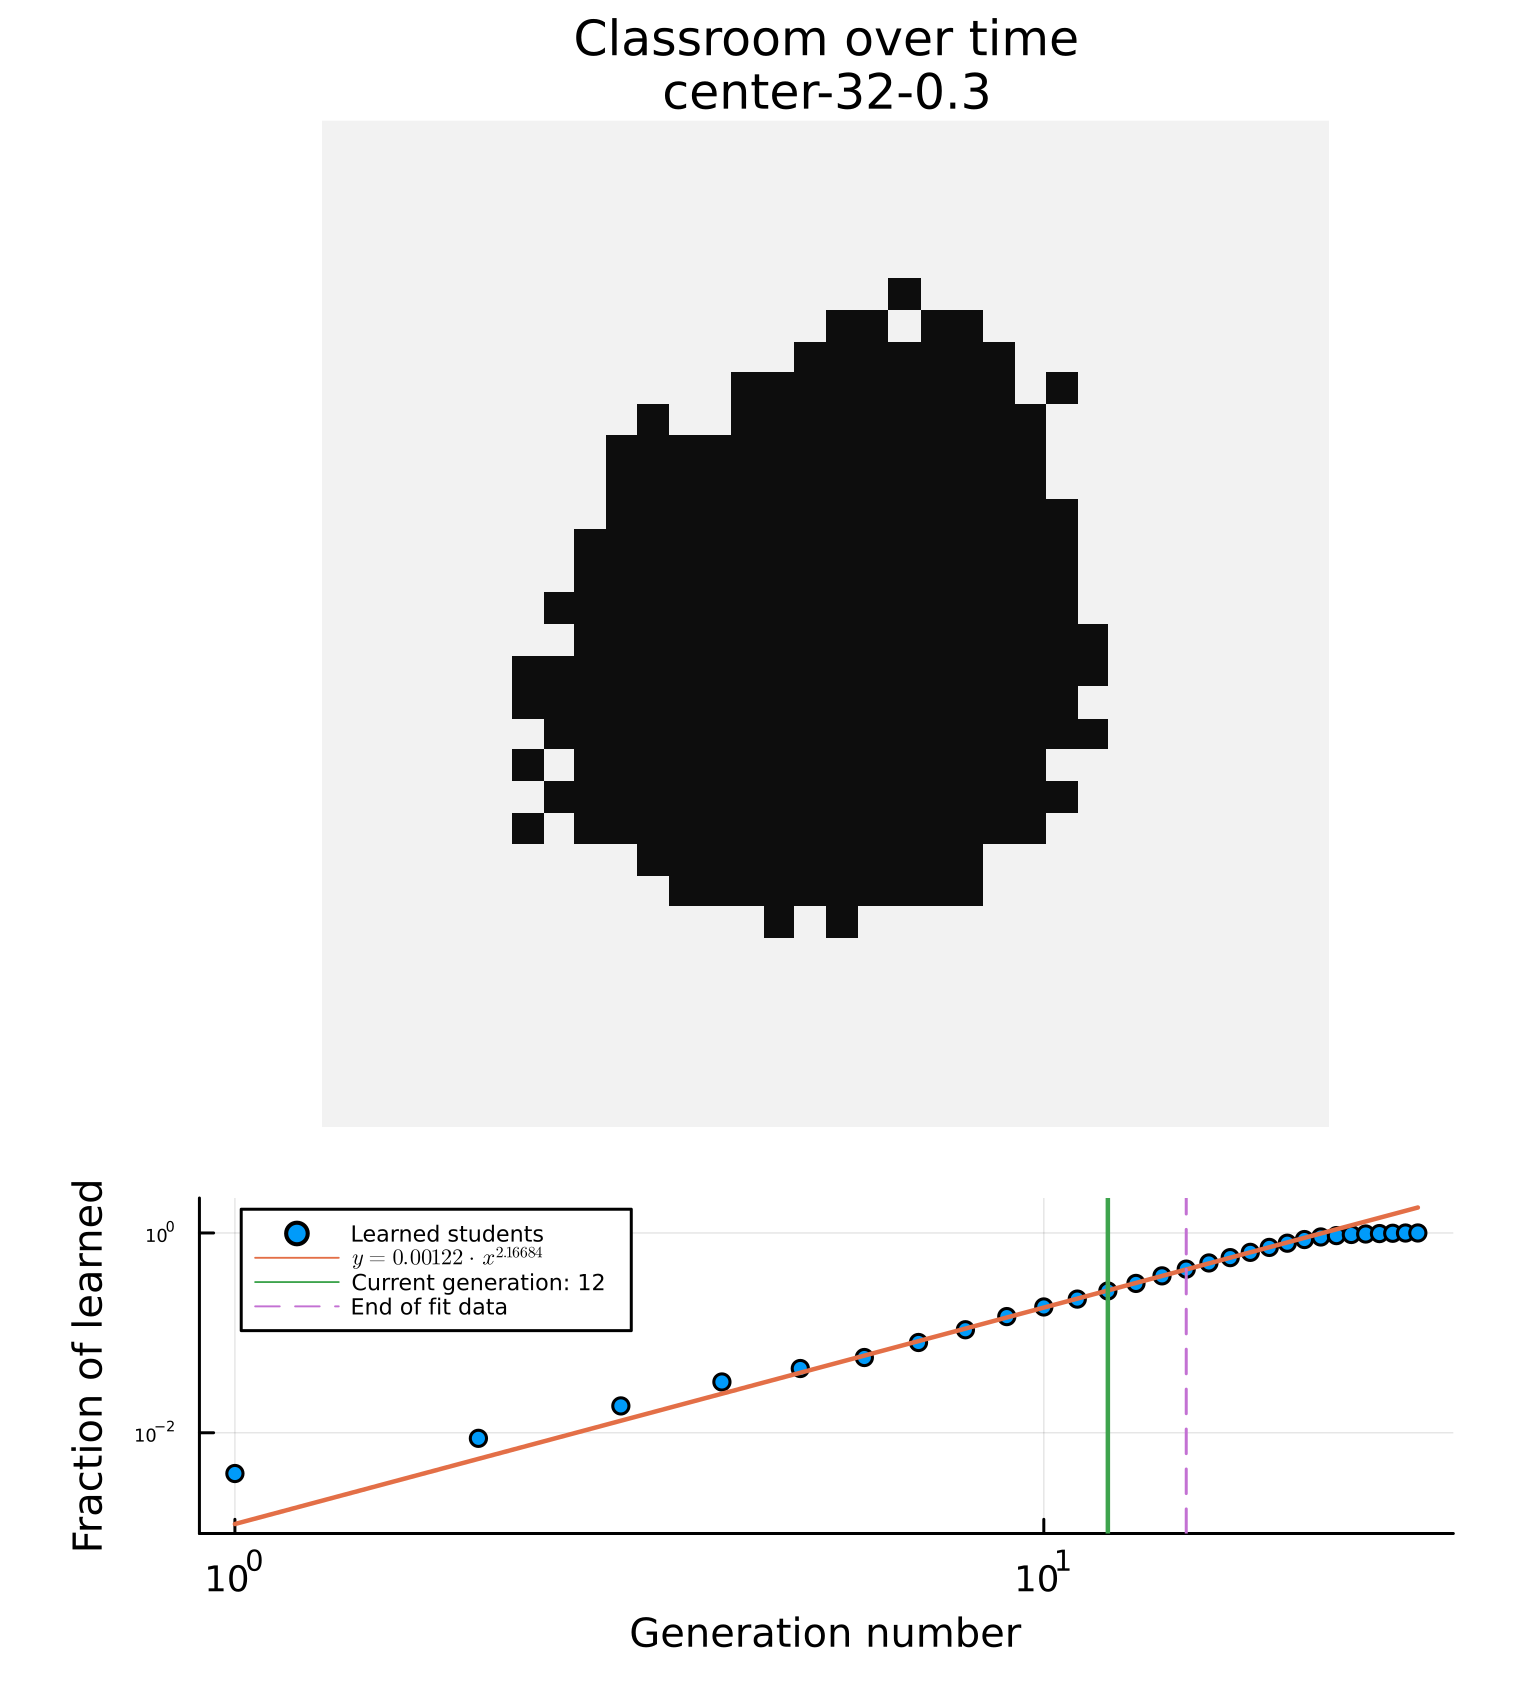 Classroom over time
center-32-0.3
Fraction of learned
10^0
10^−2
Learned students
y = 0.00122 · x^2.16684
Current generation: 12
End of fit data
10^0
10^1
Generation number